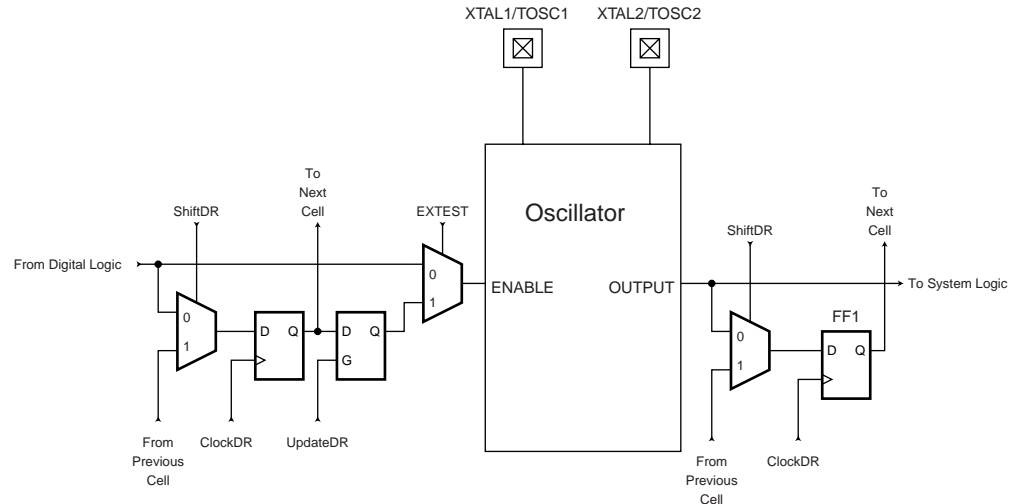 XTAL1/TOSC1
XTAL2/TOSC2
To
Next
Cell
To
Next
Cell
ShiftDR
EXTEST
Oscillator
ShiftDR
From Digital Logic
0
ENABLE
OUTPUT
To System Logic
1
0
D Q
D Q
FF1
0
1
G
1
D Q
From
Previous
Cell
ClockDR
UpdateDR
From
Previous
Cell
ClockDR